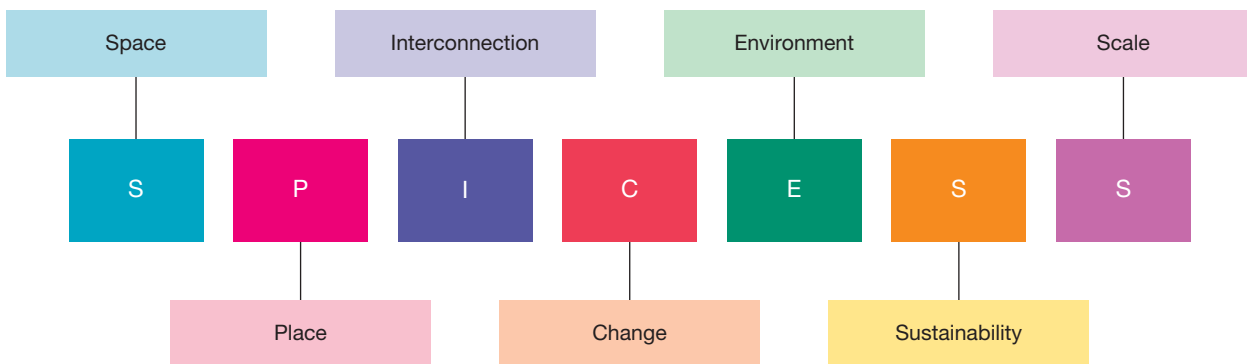 Space
Interconnection
Environment
Scale
S
P
I
C
E
S
S
Place
Change
Sustainability